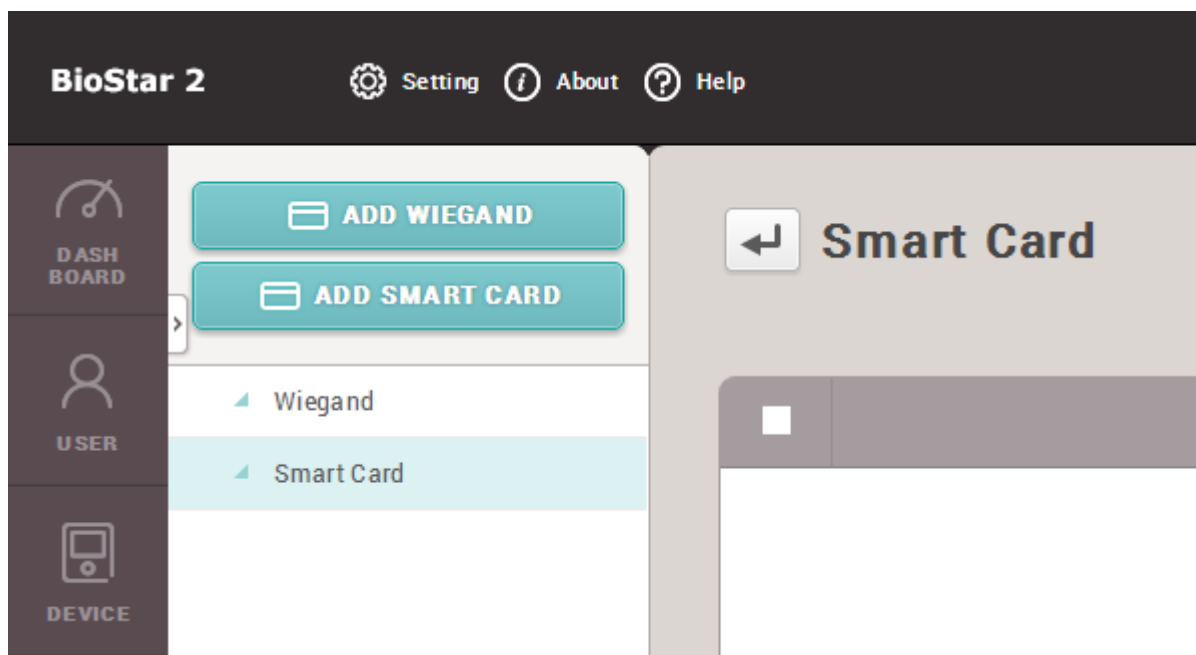 BioStar 2 Setting About Help
DASH
BOARD
USER
DEVICE
ADD WIEGAND
ADD SMART CARD
Wiegand
Smart Card
Smart Card